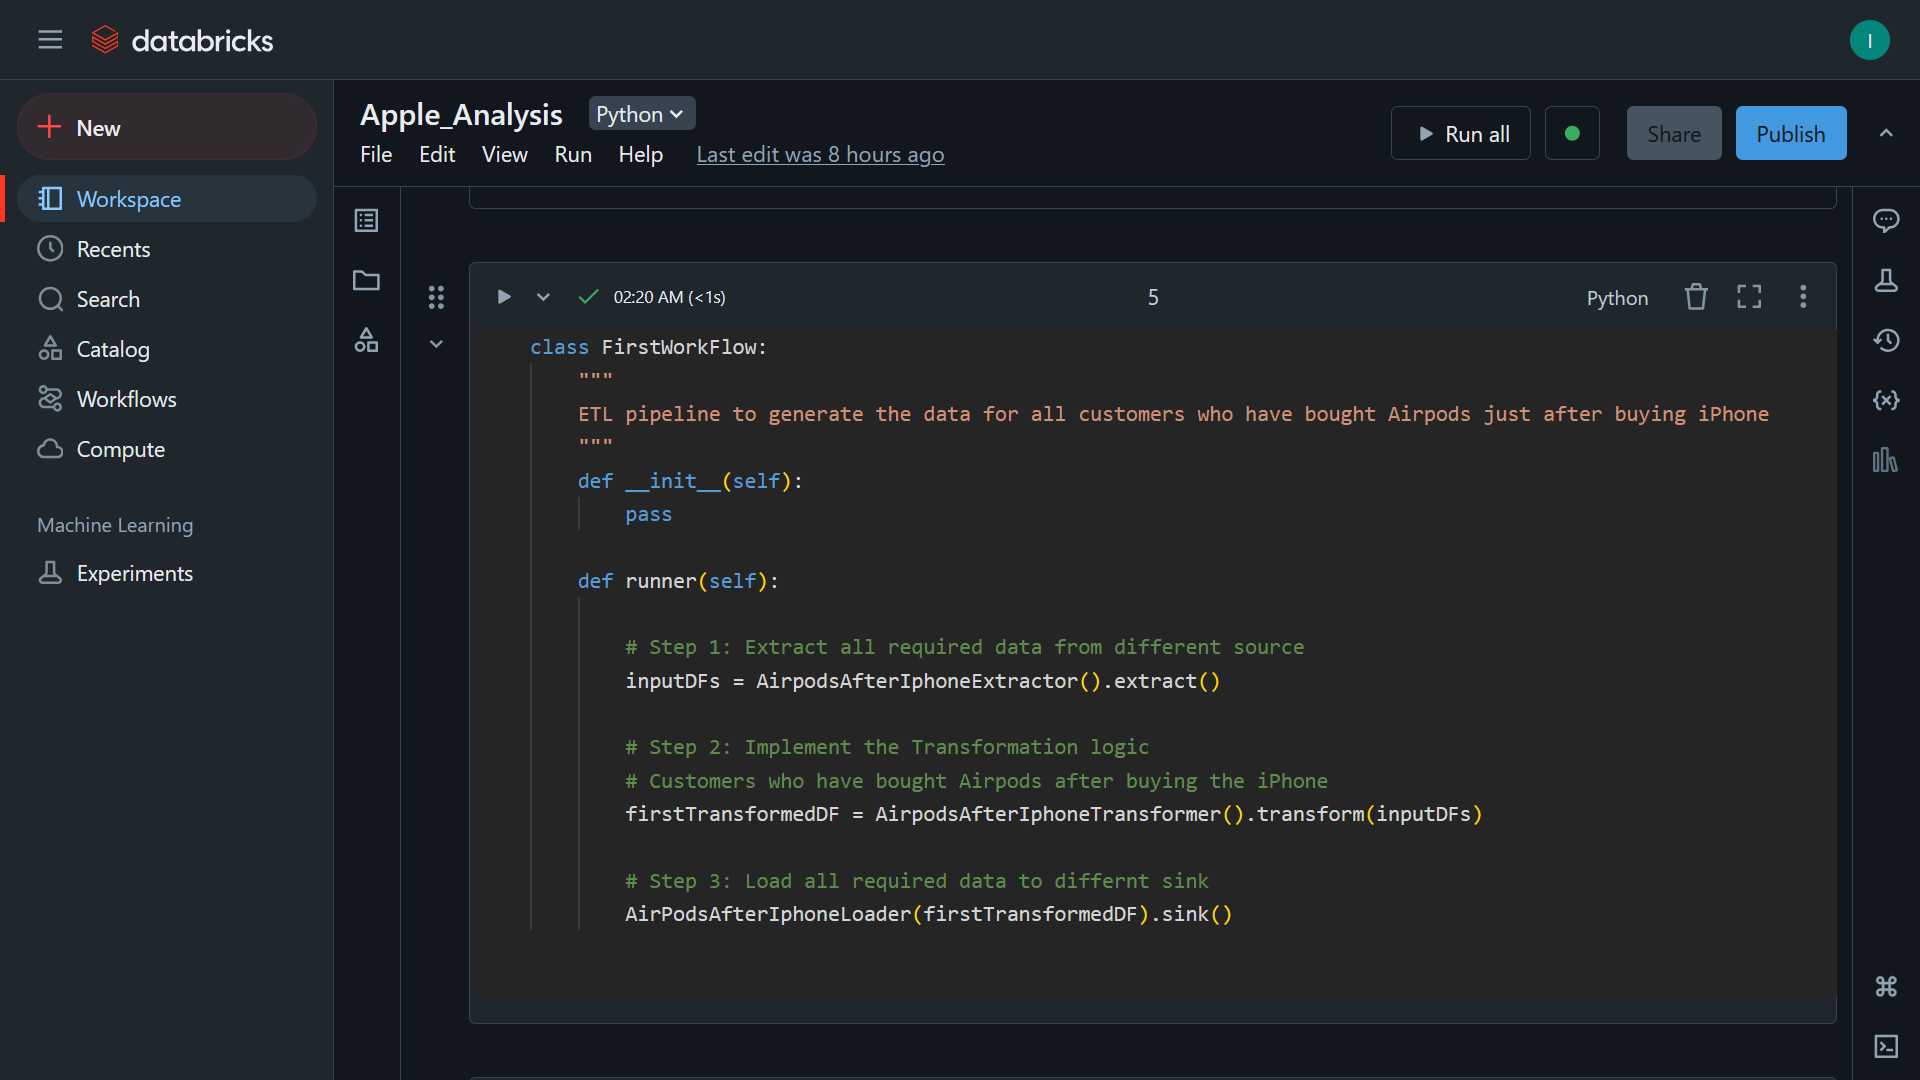 databricks
I
New
Workspace
Recents
Search
Catalog
Workflows
Compute
Machine Learning
Experiments
Apple_Analysis Python
File Edit View Run Help Last edit was 8 hours ago
Run all Share Publish
02:20 AM (<1s) 5 Python
class FirstWorkFlow:
"""
ETL pipeline to generate the data for all customers who have bought Airpods just after buying iPhone
"""
def __init__(self):
pass
def runner(self):
# Step 1: Extract all required data from different source
inputDFs = AirpodsAfterIphoneExtractor().extract()
# Step 2: Implement the Transformation logic
# Customers who have bought Airpods after buying the iPhone
firstTransformedDF = AirpodsAfterIphoneTransformer().transform(inputDFs)
# Step 3: Load all required data to differnt sink
AirPodsAfterIphoneLoader(firstTransformedDF).sink()